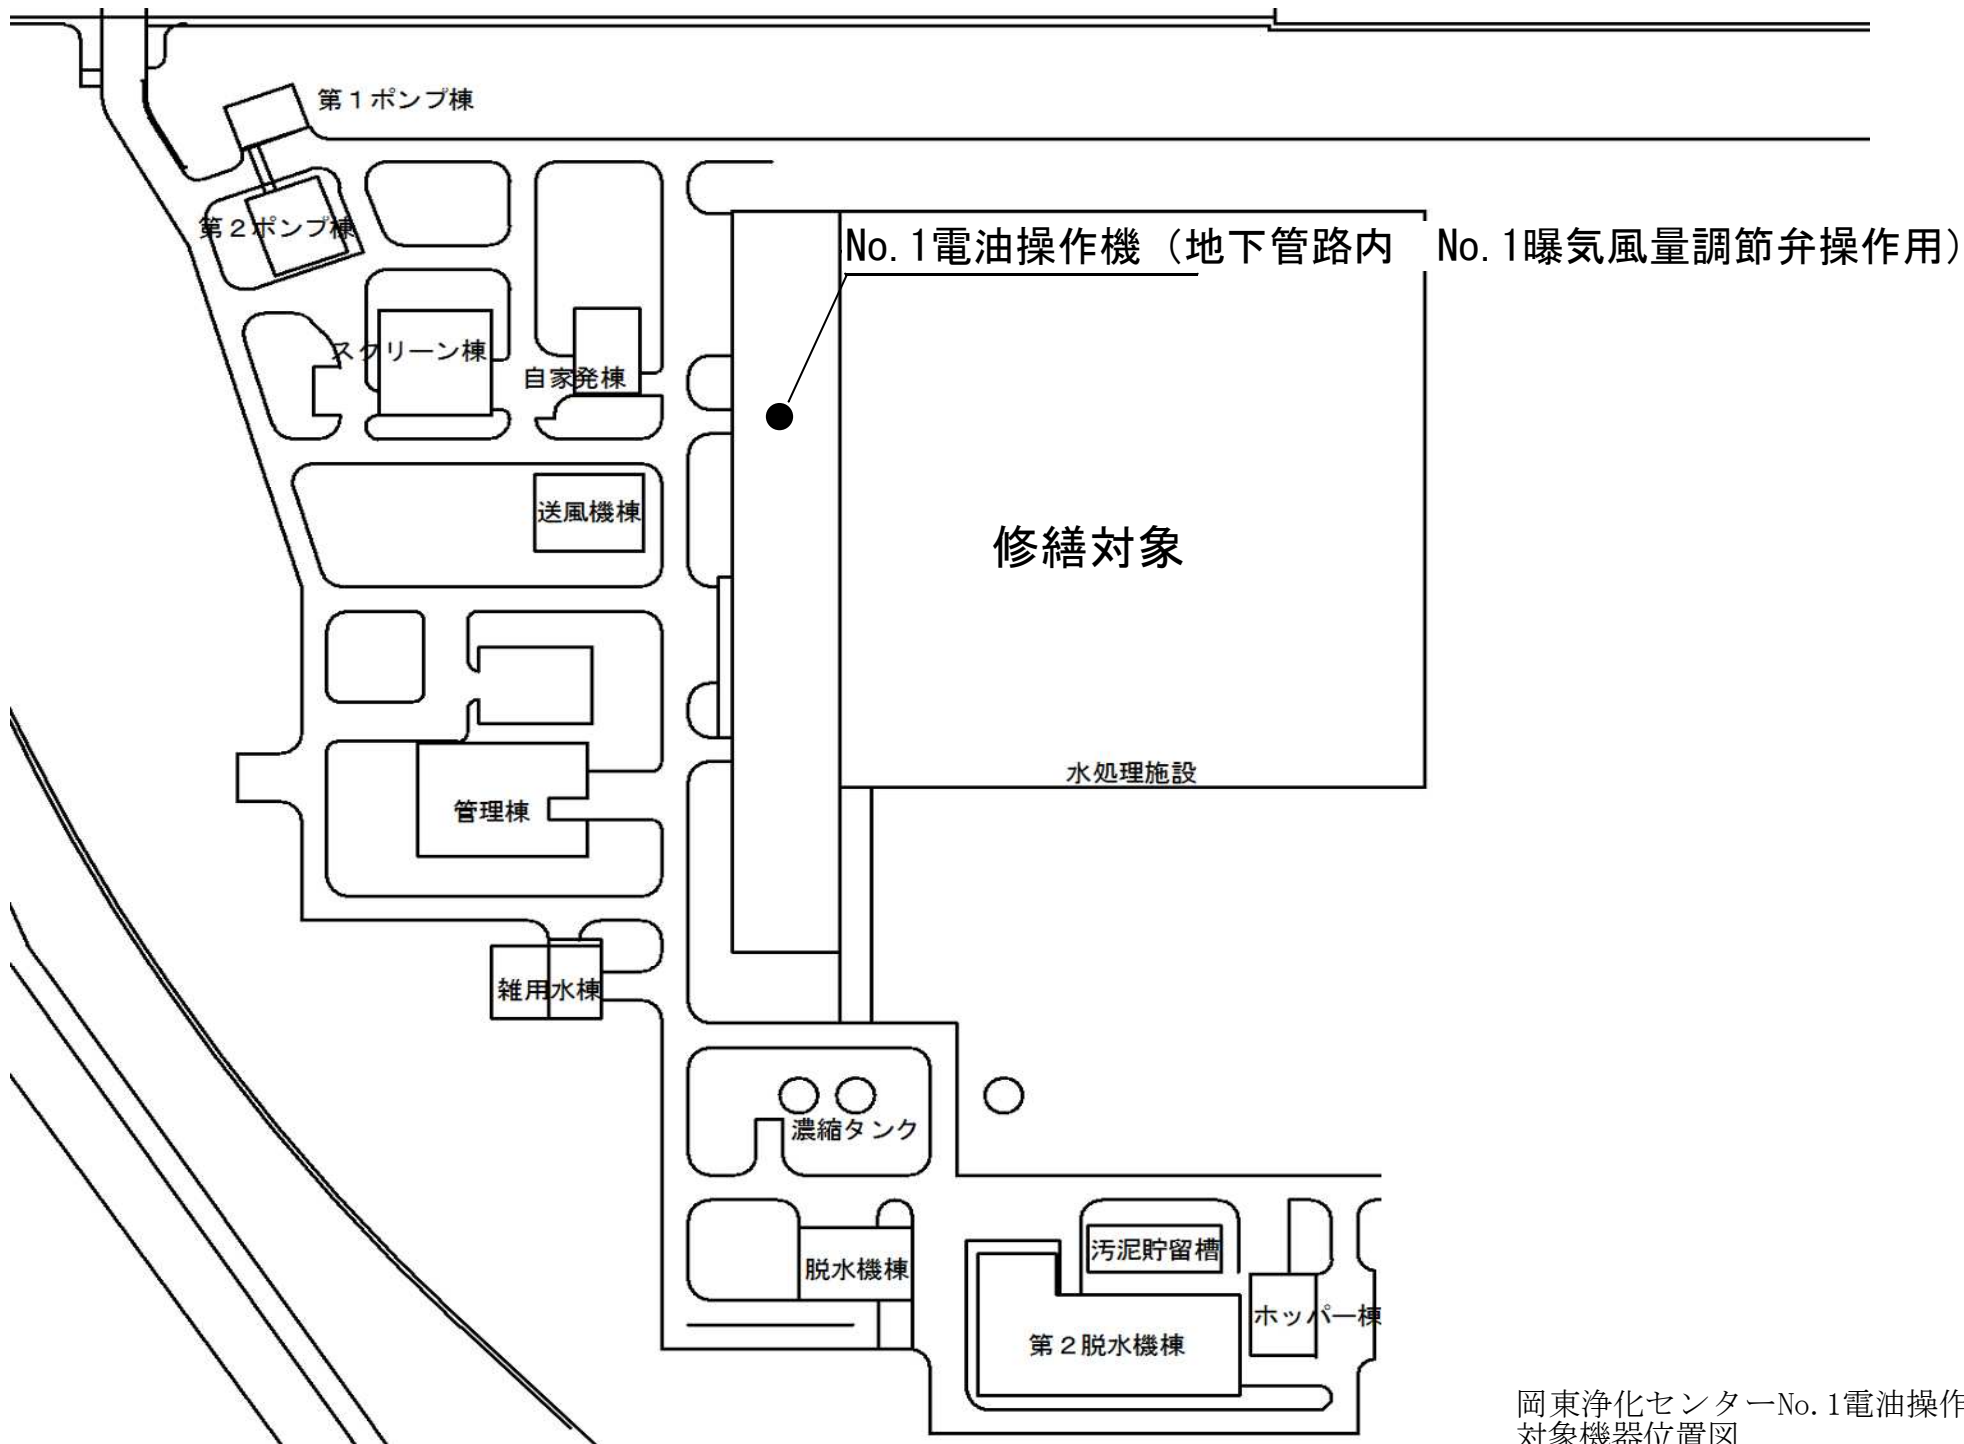 第１ポンプ棟
第２ポンプ棟
No.1電油操作機（地下管路内　No.1曝気風量調節弁操作用）
スクリーン棟
自家発棟
送風機棟
修繕対象
水処理施設
管理棟
雑用水棟
濃縮タンク
汚泥貯留槽
脱水機棟
ホッパー棟
第２脱水機棟
岡東浄化センターNo.1電油操作
対象機器位置図